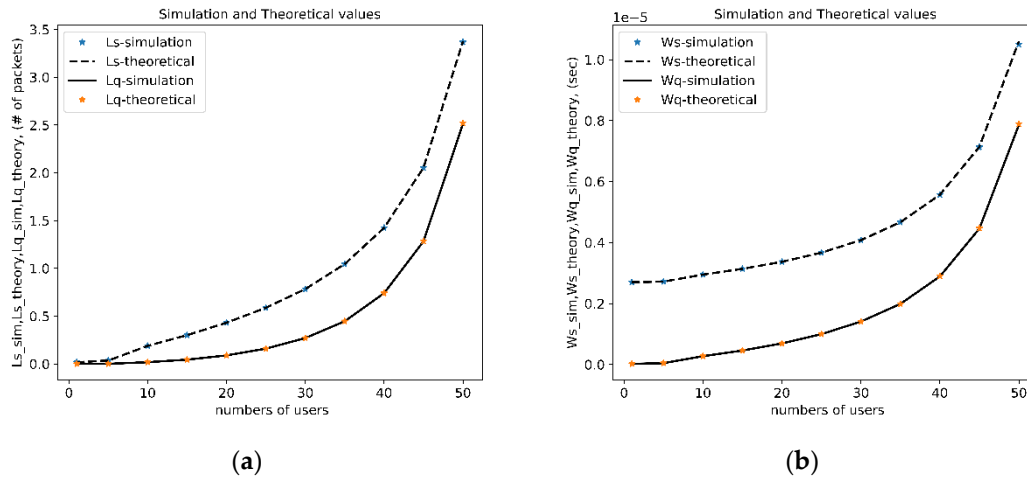 Simulation and Theoretical values
Ls-simulation
Ls-theoretical
Lq-simulation
Lq-theoretical
Ls_sim,Ls_theory,Lq_sim,Lq_theory, (# of packets)
3.5
3.0
2.5
2.0
1.5
1.0
0.5
0.0
0 10 20 30 40 50
numbers of users
(a)
Simulation and Theoretical values
1e−5
Ws-simulation
Ws-theoretical
Wq-simulation
Wq-theoretical
Ws_sim,Ws_theory,Wq_sim,Wq_theory, (sec)
1.0
0.8
0.6
0.4
0.2
0.0
0 10 20 30 40 50
numbers of users
(b)